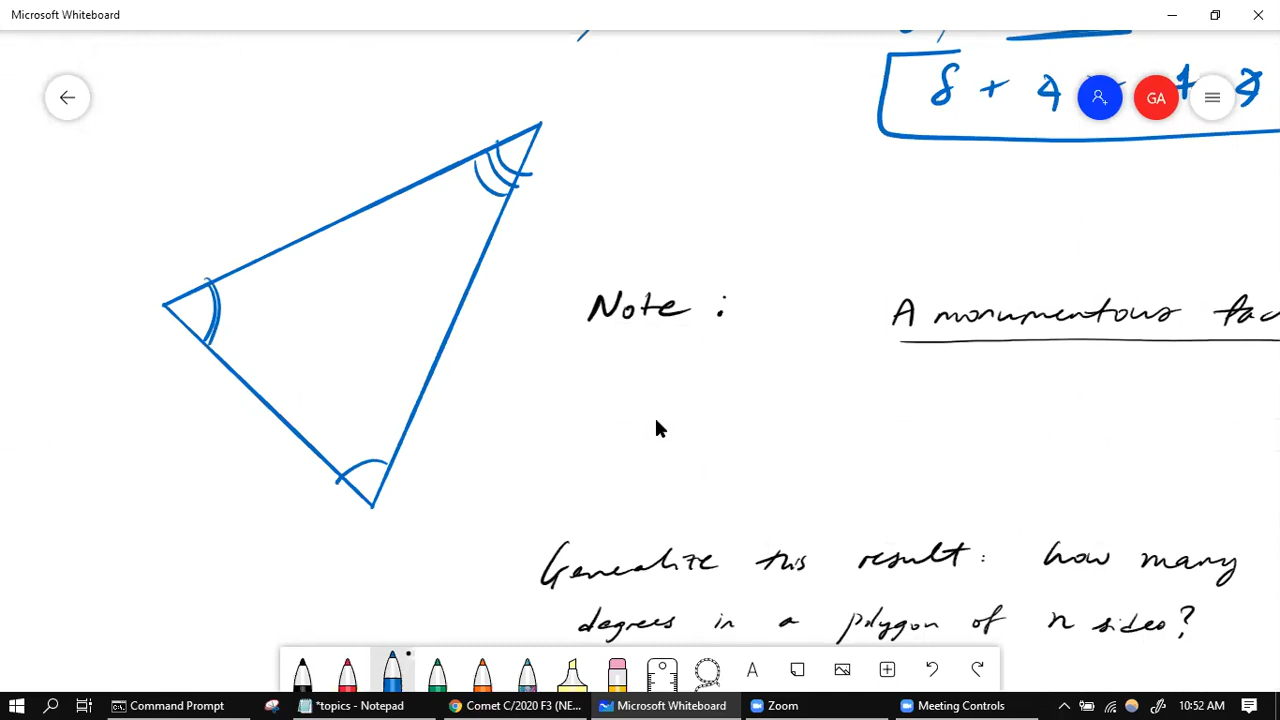 Microsoft Whiteboard
8 + 4
GA
Note : A monumentous fac
Generalize this result : how many
degrees in a polygon of n sides?
A
Command Prompt
*topics - Notepad
Comet C/2020 F3 (NE...
Microsoft Whiteboard
Zoom
Meeting Controls
10:52 AM